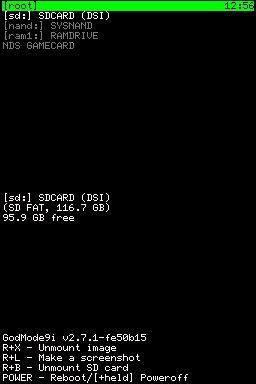 [root] 12:56
[sd:] SDCARD (DSI)
[nand:] SYSNAND
[ram1:] RAMDRIVE
NDS GAMECARD
[sd:] SDCARD (DSI)
(SD FAT, 116.7 GB)
95.9 GB free
GodMode9i v2.7.1-fe50b15
R+X - Unmount image
R+L - Make a screenshot
R+B - Unmount SD card
POWER - Reboot/[+held] Poweroff